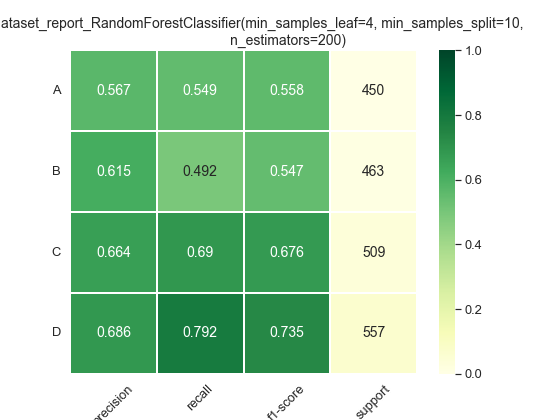 ataset_report_RandomForestClassifier(min_samples_leaf=4, min_samples_split=10,
n_estimators=200)
1.0
A 0.567 0.549 0.558 450
0.8
B 0.615 0.492 0.547 463
0.6
C 0.664 0.69 0.676 509
0.4
0.2
D 0.686 0.792 0.735 557
0.0
recision recall f1-score support